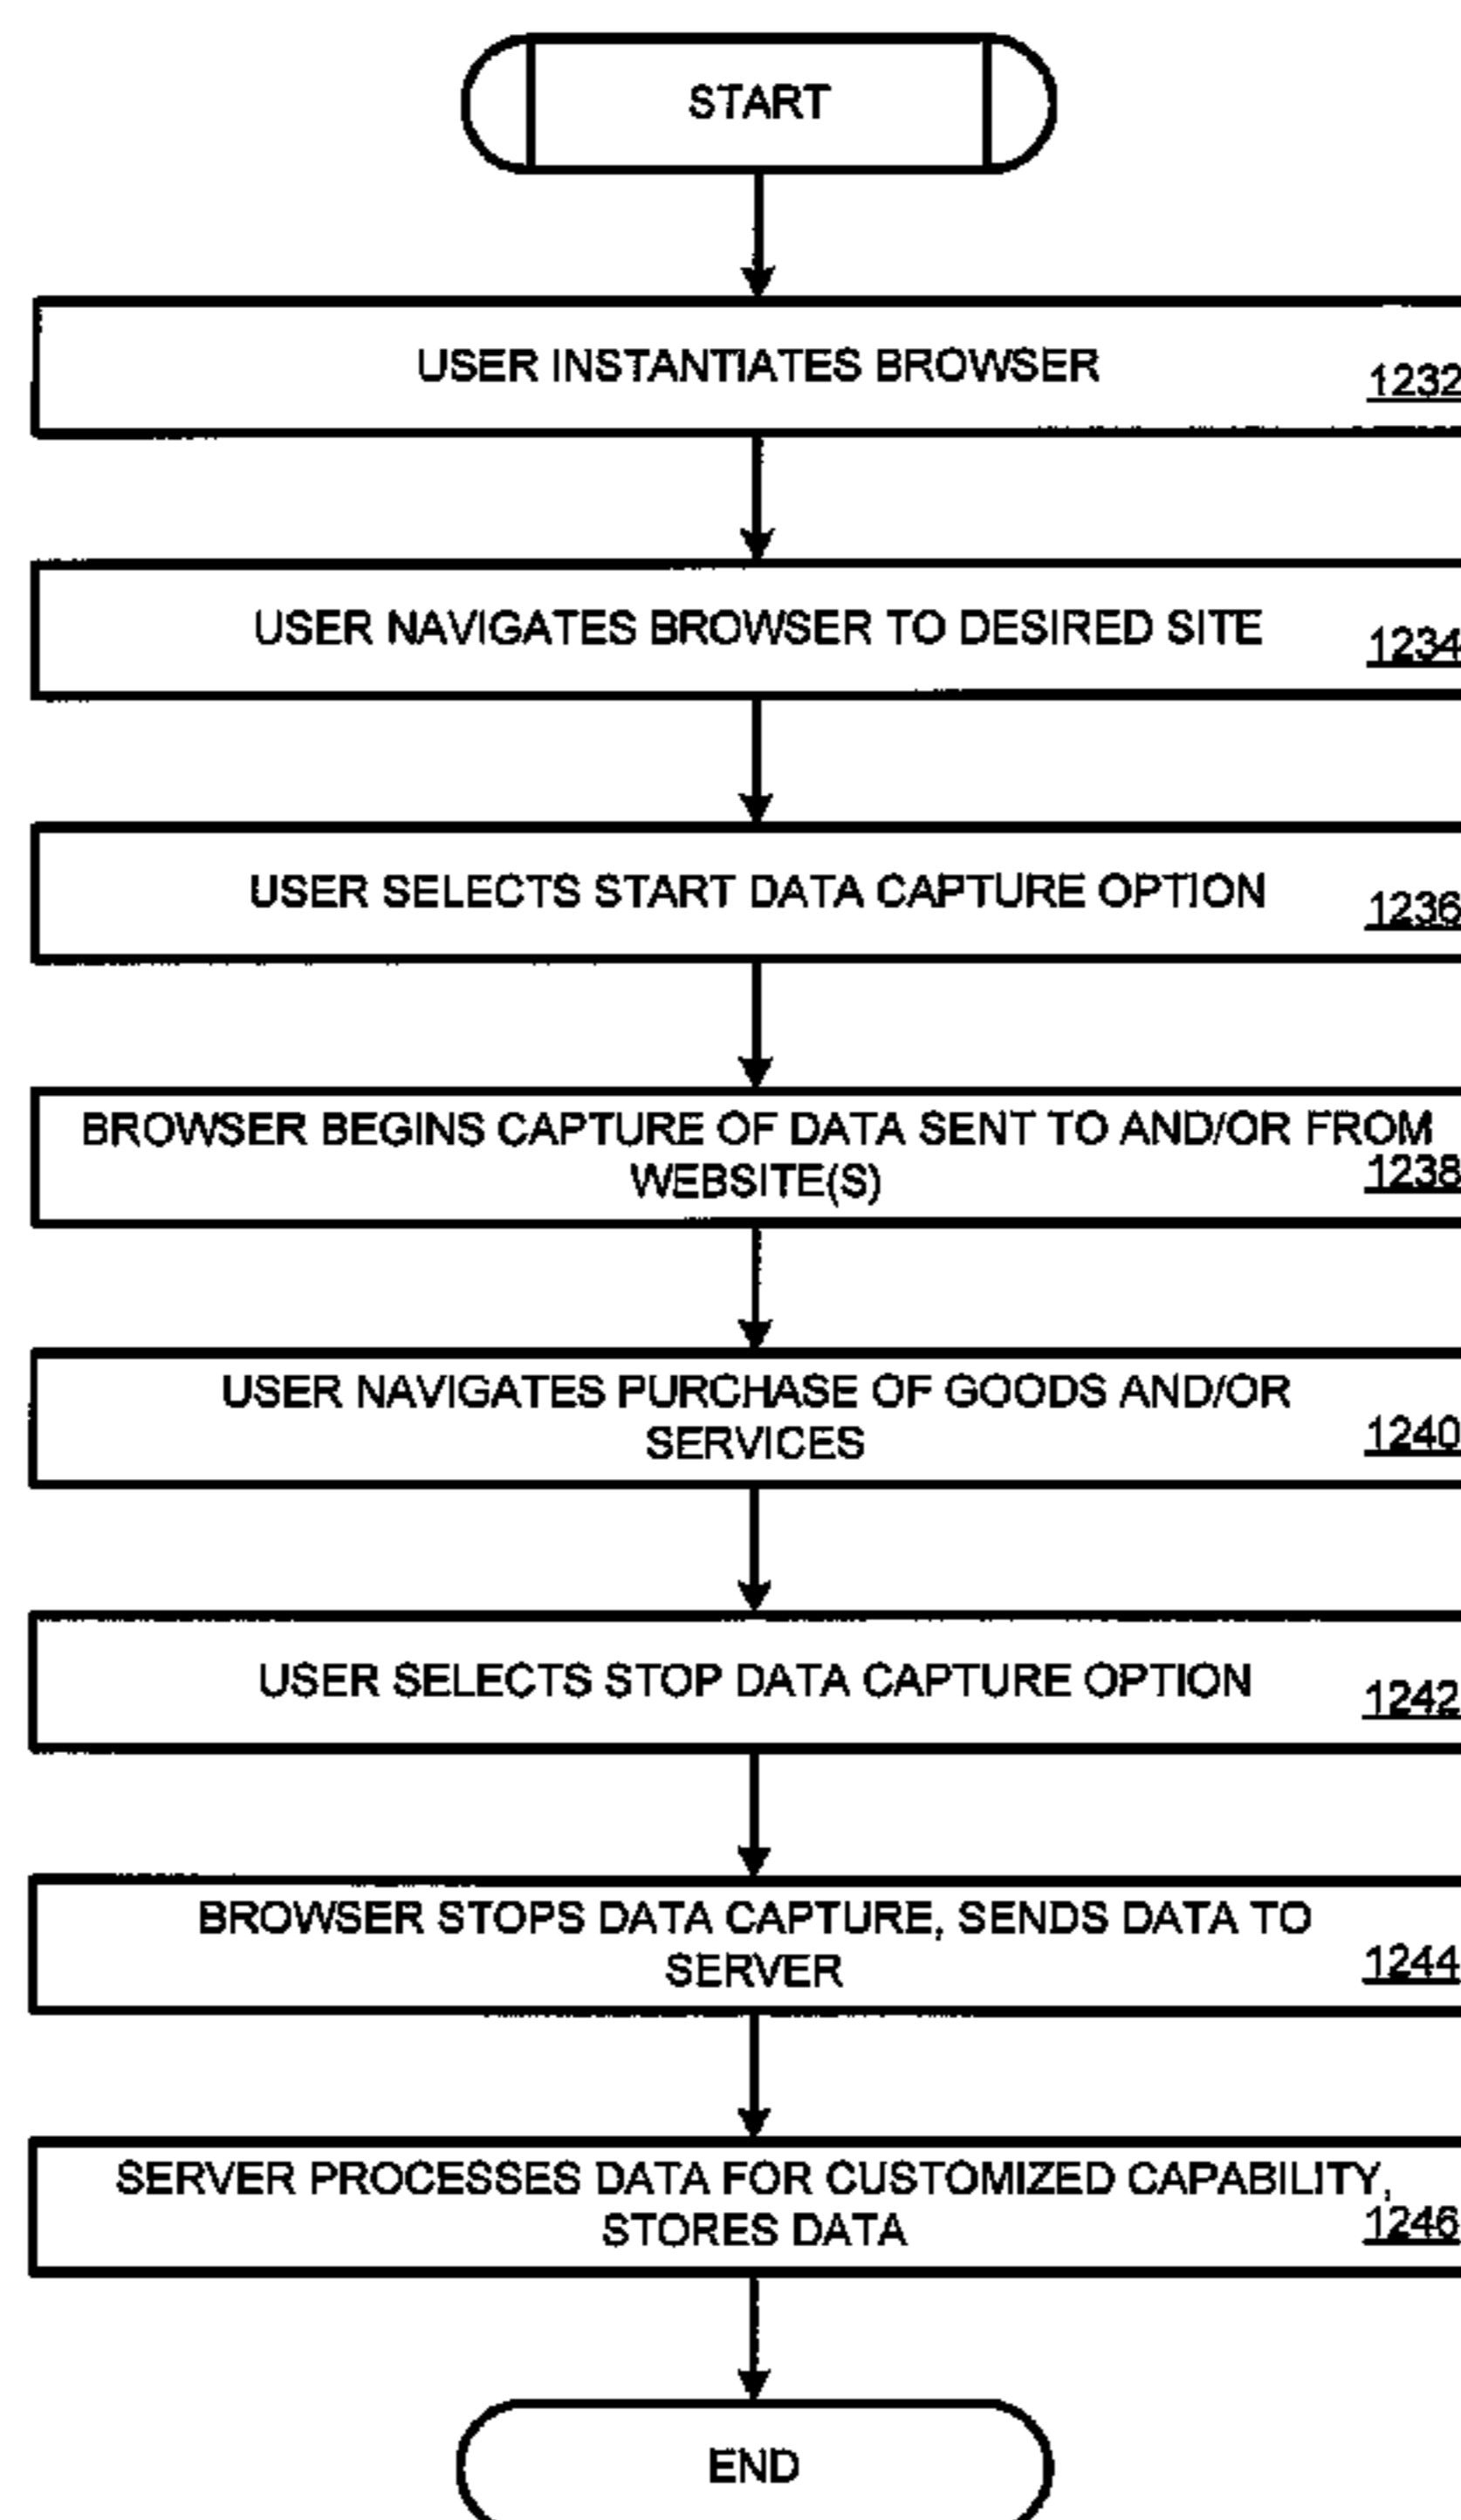 START
USER INSTANTIATES BROWSER
1232
USER NAVIGATES BROWSER TO DESIRED SITE
1234
USER SELECTS START DATA CAPTURE OPTION
1236
BROWSER BEGINS CAPTURE OF DATA SENT TO AND/OR FROM
WEBSITE(S)
1238
USER NAVIGATES PURCHASE OF GOODS AND/OR
SERVICES
1240
USER SELECTS STOP DATA CAPTURE OPTION
1242
BROWSER STOPS DATA CAPTURE, SENDS DATA TO
SERVER
1244
SERVER PROCESSES DATA FOR CUSTOMIZED CAPABILITY,
STORES DATA
1246
END